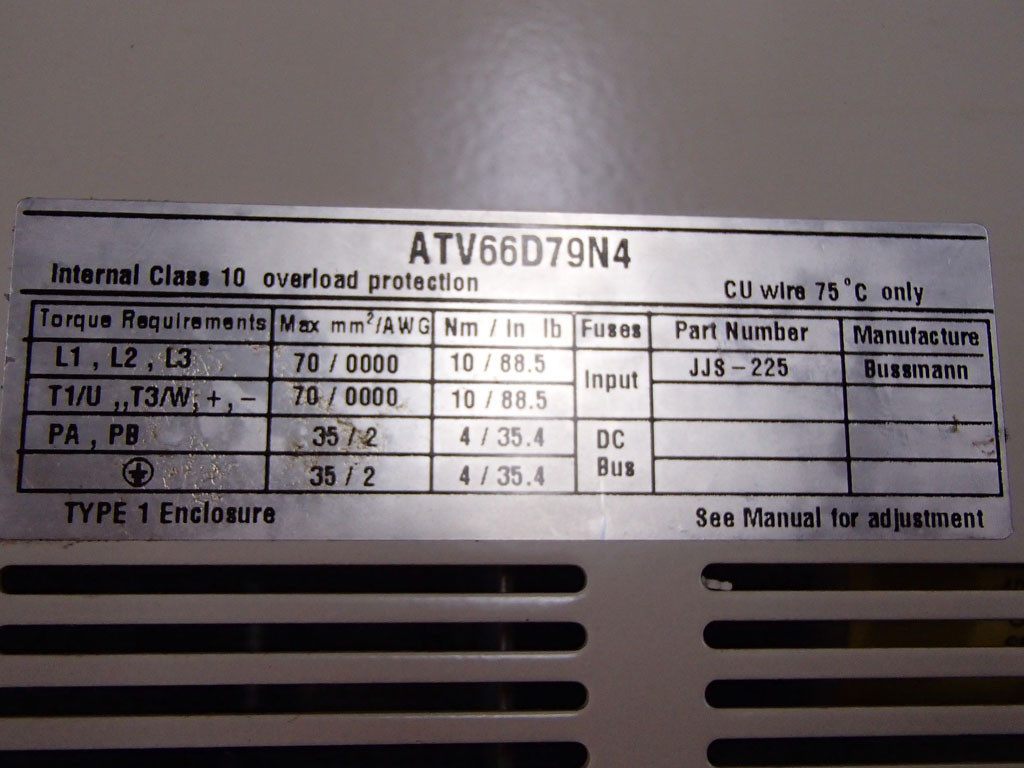 ATV66D79N4
Internal Class 10 overload protection
CU wire 75°C only
Torque Requirements Max mm²/AWG Nm / In lb Fuses Part Number Manufacture
L1 , L2 , L3 70 / 0000 10 / 88.5 Input JJS-225 Bussmann
T1/U ,,T3/W, +, - 70 / 0000 10 / 88.5
PA , PB 35 / 2 4 / 35.4 DC Bus
35 / 2 4 / 35.4
TYPE 1 Enclosure
See Manual for adjustment